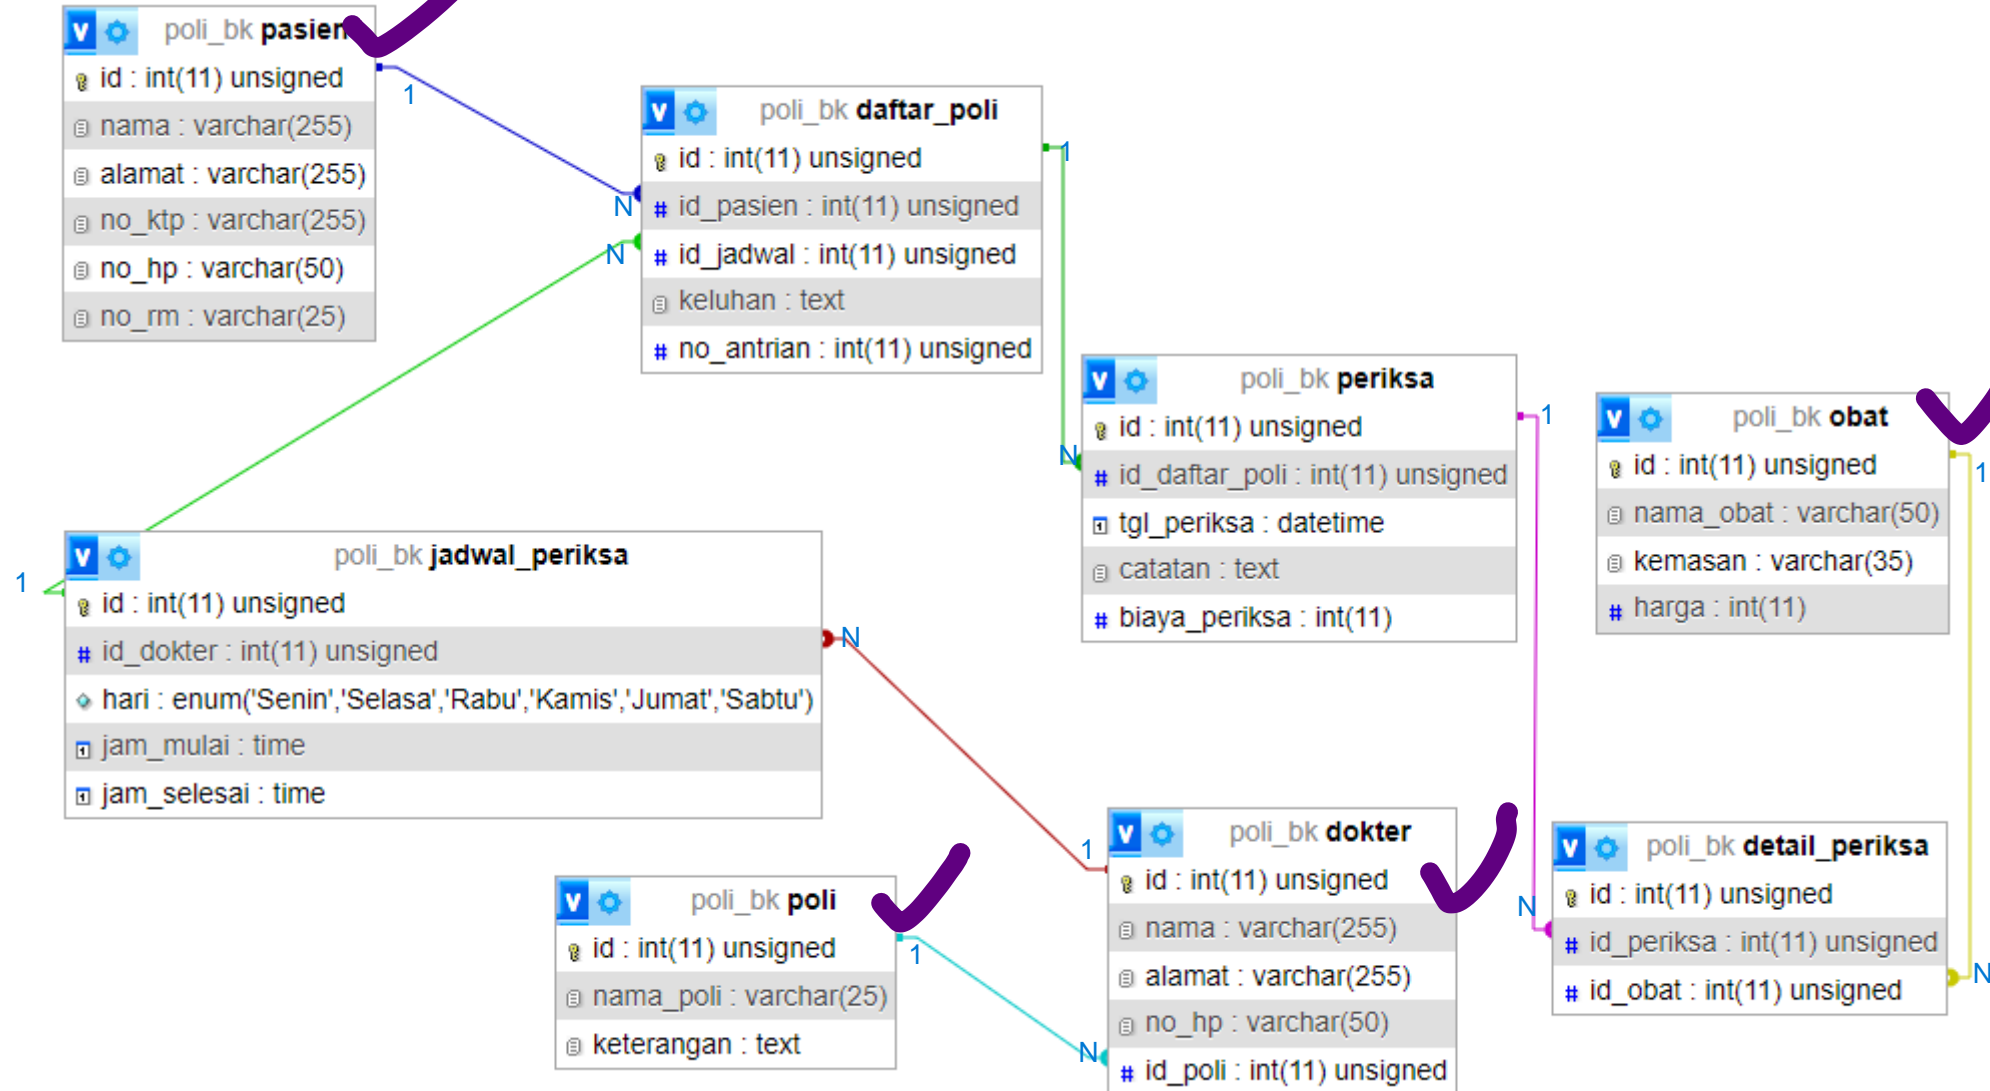 poli_bk pasien
id : int(11) unsigned
nama : varchar(255)
alamat : varchar(255)
no_ktp : varchar(255)
no_hp : varchar(50)
no_rm : varchar(25)
1
N
poli_bk daftar_poli
id : int(11) unsigned
id_pasien : int(11) unsigned
id_jadwal : int(11) unsigned
keluhan : text
no_antrian : int(11) unsigned
N
1
N
poli_bk periksa
id : int(11) unsigned
id_daftar_poli : int(11) unsigned
tgl_periksa : datetime
catatan : text
biaya_periksa : int(11)
1
poli_bk obat
id : int(11) unsigned
nama_obat : varchar(50)
kemasan : varchar(35)
harga : int(11)
1
poli_bk jadwal_periksa
1
id : int(11) unsigned
id_dokter : int(11) unsigned
hari : enum('Senin','Selasa','Rabu','Kamis','Jumat','Sabtu')
jam_mulai : time
jam_selesai : time
N
1
poli_bk poli
id : int(11) unsigned
nama_poli : varchar(25)
keterangan : text
1
N
poli_bk dokter
id : int(11) unsigned
nama : varchar(255)
alamat : varchar(255)
no_hp : varchar(50)
id_poli : int(11) unsigned
N
poli_bk detail_periksa
id : int(11) unsigned
id_periksa : int(11) unsigned
id_obat : int(11) unsigned
N